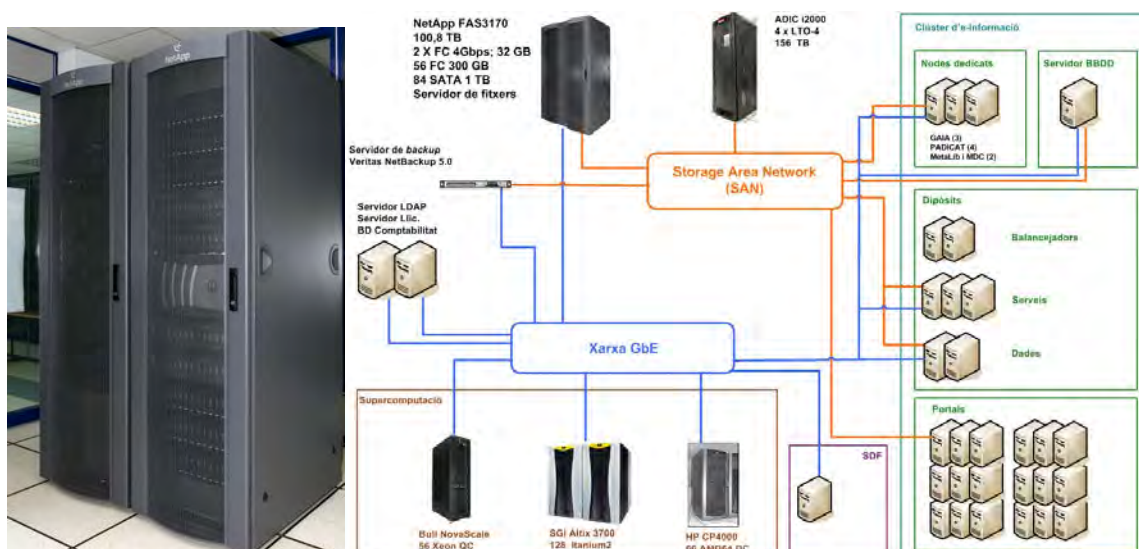 NetApp
NetApp
NetApp FAS3170
100,8 TB
2 X FC 4Gbps; 32 GB
56 FC 300 GB
84 SATA 1 TB
Servidor de fitxers
ADIC i2000
4 x LTO-4
156 TB
Clúster d'e-informació
Nodes dedicats
GAIA (3)
PADICAT (4)
MetaLib i MDC (2)
Servidor BBDD
Servidor de backup
Veritas NetBackup 5.0
Storage Area Network
(SAN)
Servidor LDAP
Servidor Llic.
BD Comptabilitat
Dipòsits
Balancejadors
Serveis
Dades
Xarxa GbE
Supercomputació
Bull NovaScale
56 Xeon QC
SGI Altix 3700
128 Itanium2
HP CP4000
SDF
Portals